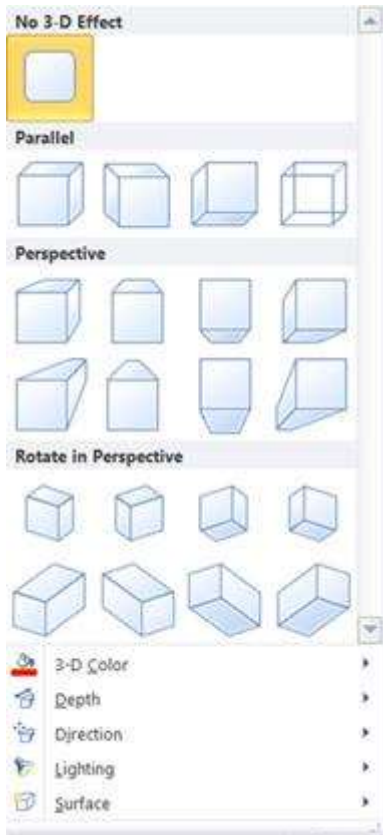 No 3-D Effect
Parallel
Perspective
Rotate in Perspective
3-D Color
Depth
Direction
Lighting
Surface